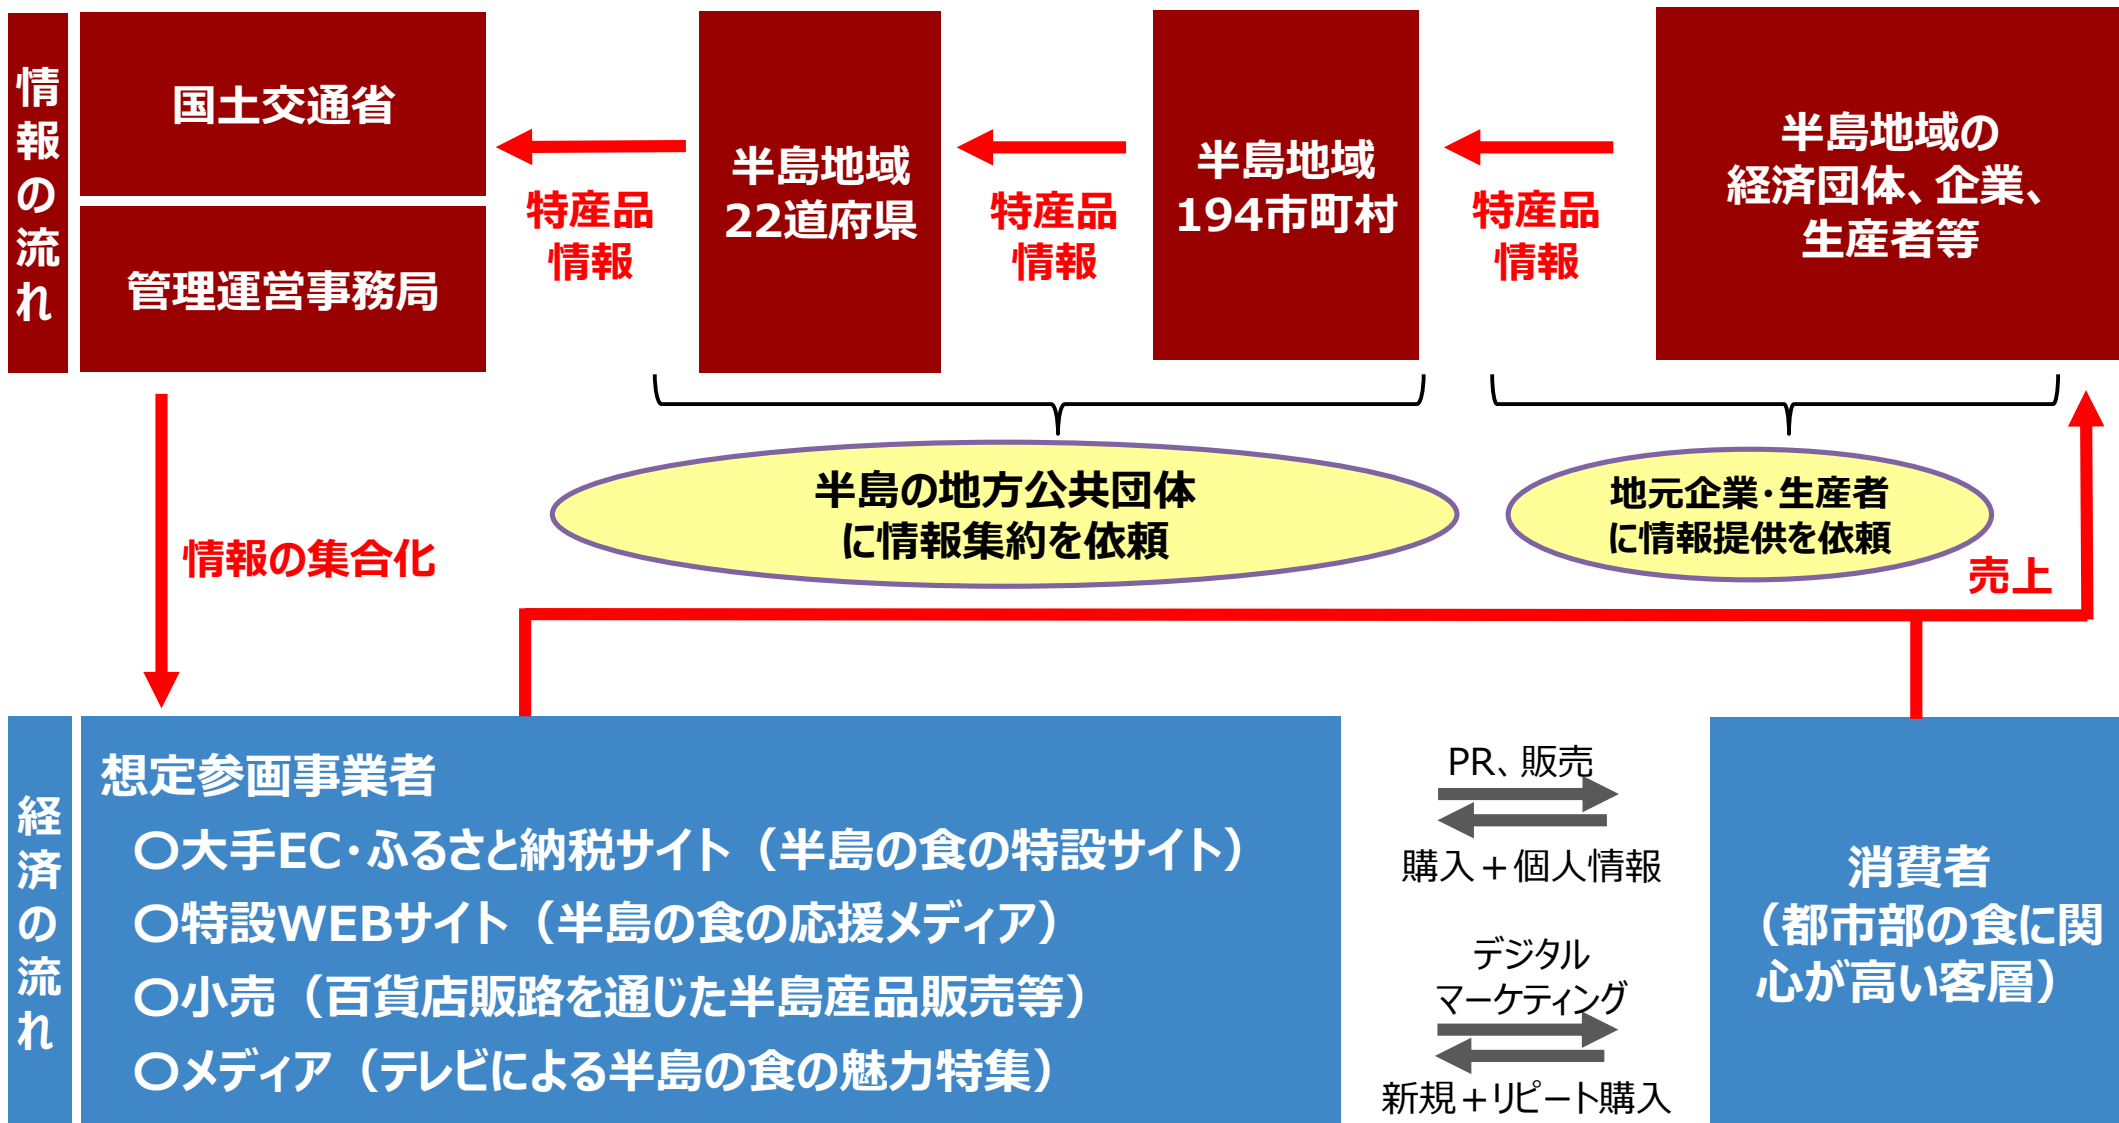 情報の流れ
国土交通省
管理運営事務局
特産品
情報
半島地域
22道府県
特産品
情報
半島地域
194市町村
特産品
情報
半島地域の
経済団体、企業、
生産者等
半島の地方公共団体
に情報集約を依頼
地元企業・生産者
に情報提供を依頼
情報の集合化
売上
経済の流れ
想定参画事業者
〇大手EC・ふるさと納税サイト（半島の食の特設サイト）
〇特設WEBサイト（半島の食の応援メディア）
〇小売（百貨店販路を通じた半島産品販売等）
〇メディア（テレビによる半島の食の魅力特集）
PR、販売
購入＋個人情報
デジタル
マーケティング
新規＋リピート購入
消費者
（都市部の食に関
心が高い客層）